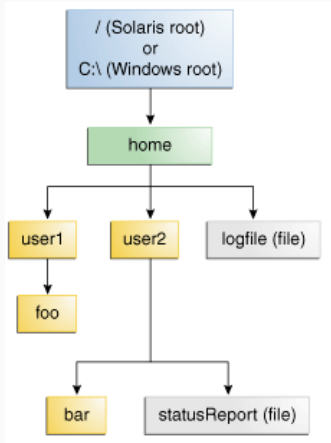 / (Solaris root)
or
C:\ (Windows root)
home
user1
user2
logfile (file)
foo
bar
statusReport (file)